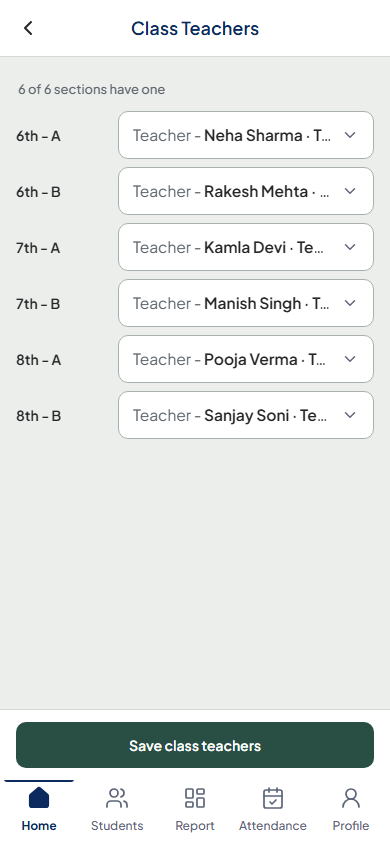 Class Teachers
6 of 6 sections have one
6th - A
Teacher - Neha Sharma · T...
6th - B
Teacher - Rakesh Mehta · ...
7th - A
Teacher - Kamla Devi · Te...
7th - B
Teacher - Manish Singh · T...
8th - A
Teacher - Pooja Verma · T...
8th - B
Teacher - Sanjay Soni · Te...
Save class teachers
Home Students Report Attendance Profile